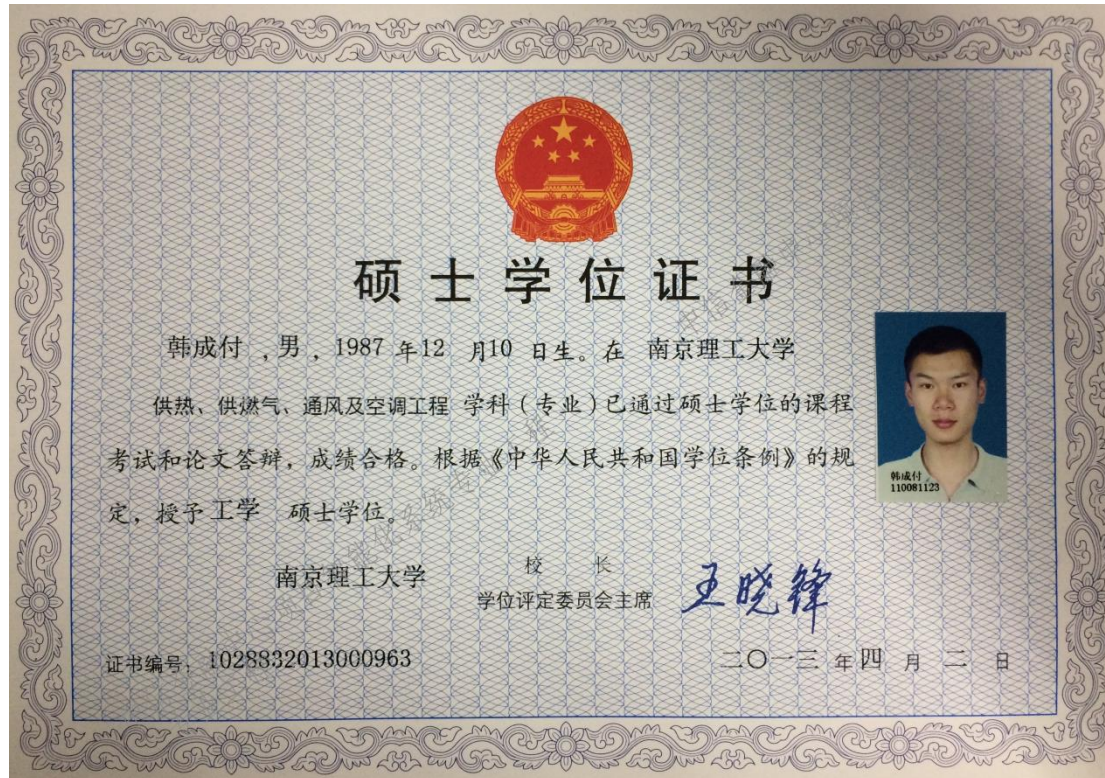 硕士学位证书
韩成付 ,男 , 1987 年12 月10 日生。在 南京理工大学
供热、供燃气、通风及空调工程 学科(专业)已通过硕士学位的课程
考试和论文答辩,成绩合格。根据《中华人民共和国学位条例》的规
定,授予 工学 硕士学位。
韩成付
110081123
南京理工大学
校 长
学位评定委员会主席
王晓锋
证书编号: 1028832013000963
二〇一三 年 四 月 二 日